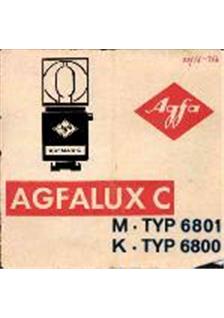 Agfa
AGFALUX C
M · TYP 6801
K · TYP 6800